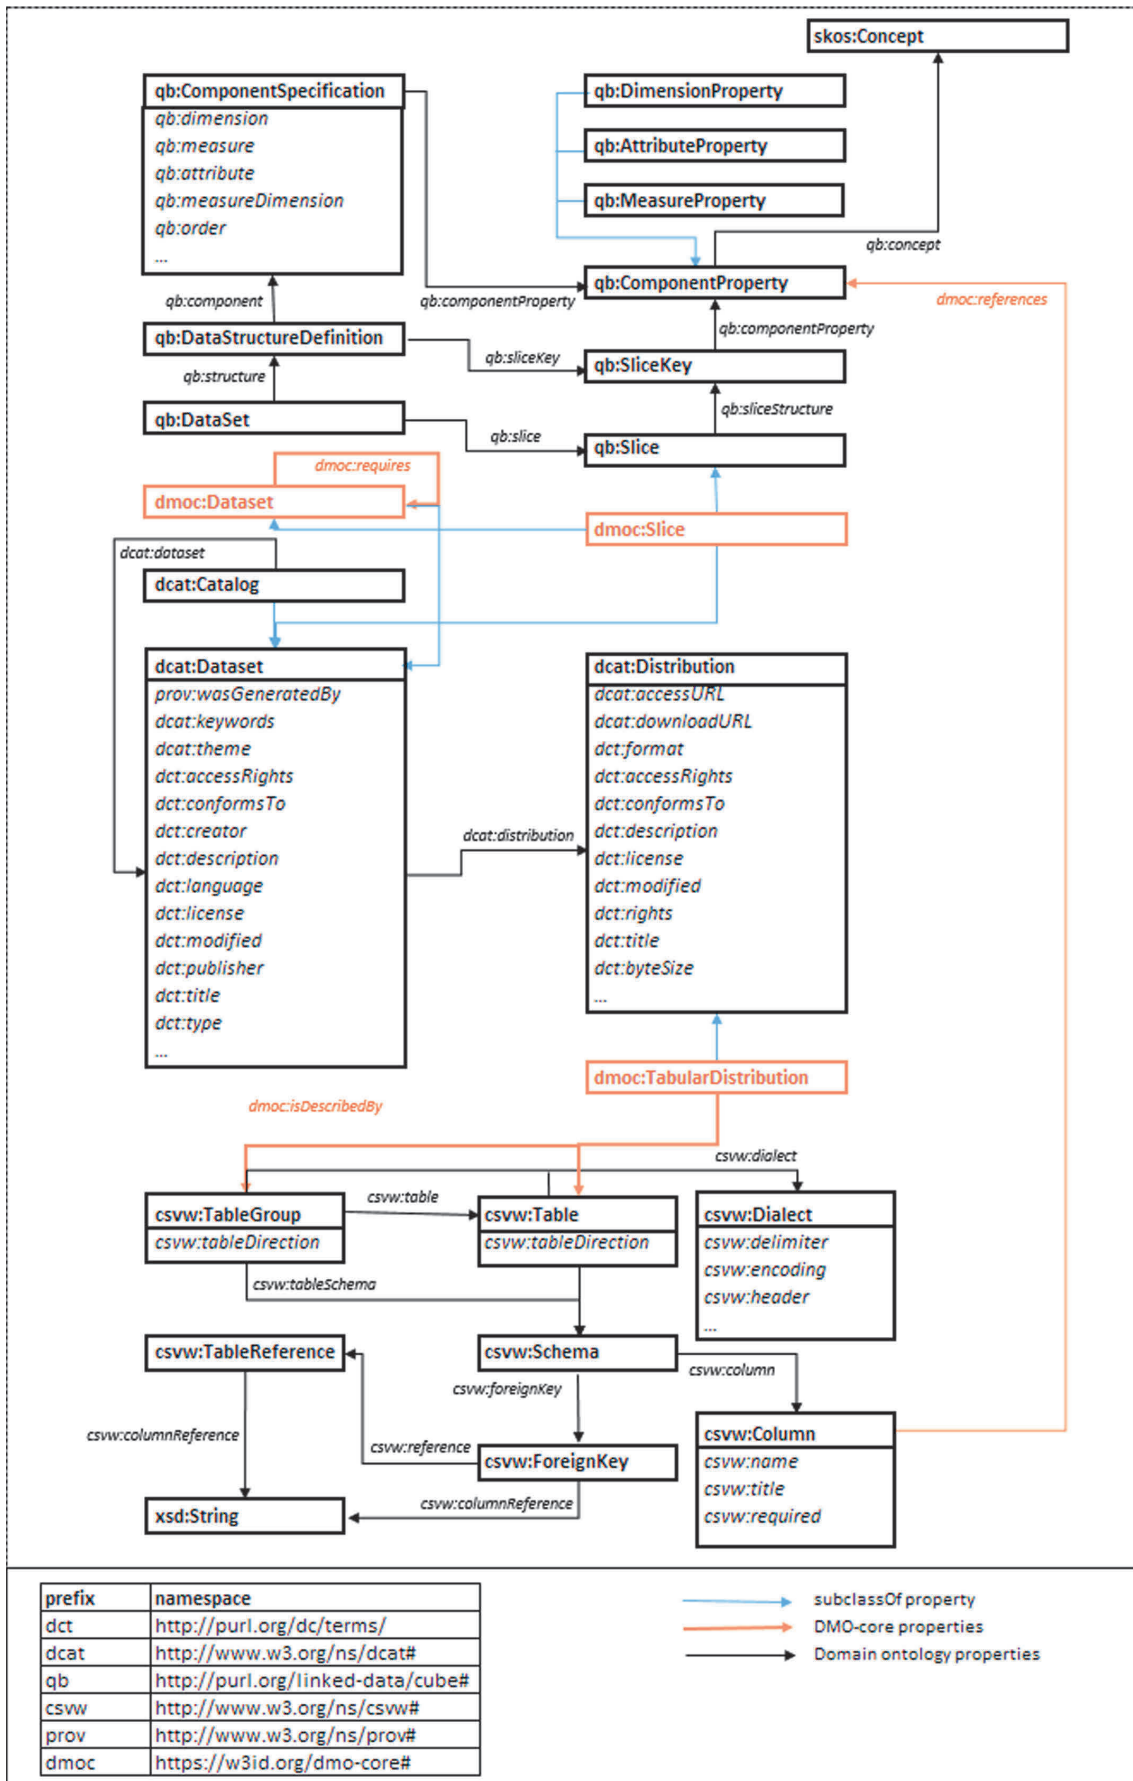 skos:Concept
qb:ComponentSpecification
qb:dimension
qb:measure
qb:attribute
qb:measureDimension
qb:order
...
qb:DimensionProperty
qb:AttributeProperty
qb:MeasureProperty
qb:concept
qb:component
qb:componentProperty
qb:ComponentProperty
dmoc:references
qb:componentProperty
qb:DataStructureDefinition
qb:sliceKey
qb:SliceKey
qb:structure
qb:sliceStructure
qb:DataSet
qb:slice
qb:Slice
dmoc:requires
dmoc:Dataset
dmoc:Slice
dcat:dataset
dcat:Catalog
dcat:Dataset
prov:wasGeneratedBy
dcat:keywords
dcat:theme
dct:accessRights
dct:conformsTo
dct:creator
dct:description
dct:language
dct:license
dct:modified
dct:publisher
dct:title
dct:type
...
dcat:distribution
dcat:Distribution
dcat:accessURL
dcat:downloadURL
dct:format
dct:accessRights
dct:conformsTo
dct:description
dct:license
dct:modified
dct:rights
dct:title
dct:byteSize
...
dmoc:TabularDistribution
dmoc:isDescribedBy
csvw:dialect
csvw:TableGroup
csvw:tableDirection
csvw:table
csvw:Table
csvw:tableDirection
csvw:Dialect
csvw:delimiter
csvw:encoding
csvw:header
...
csvw:tableSchema
csvw:TableReference
csvw:Schema
csvw:column
csvw:foreignKey
csvw:columnReference
csvw:reference
csvw:ForeignKey
csvw:Column
csvw:name
csvw:title
csvw:required
csvw:columnReference
xsd:String
prefix namespace
dct http://purl.org/dc/terms/
dcat http://www.w3.org/ns/dcat#
qb http://purl.org/linked-data/cube#
csvw http://www.w3.org/ns/csvw#
prov http://www.w3.org/ns/prov#
dmoc https://w3id.org/dmo-core#
subclassOf property
DMO-core properties
Domain ontology properties